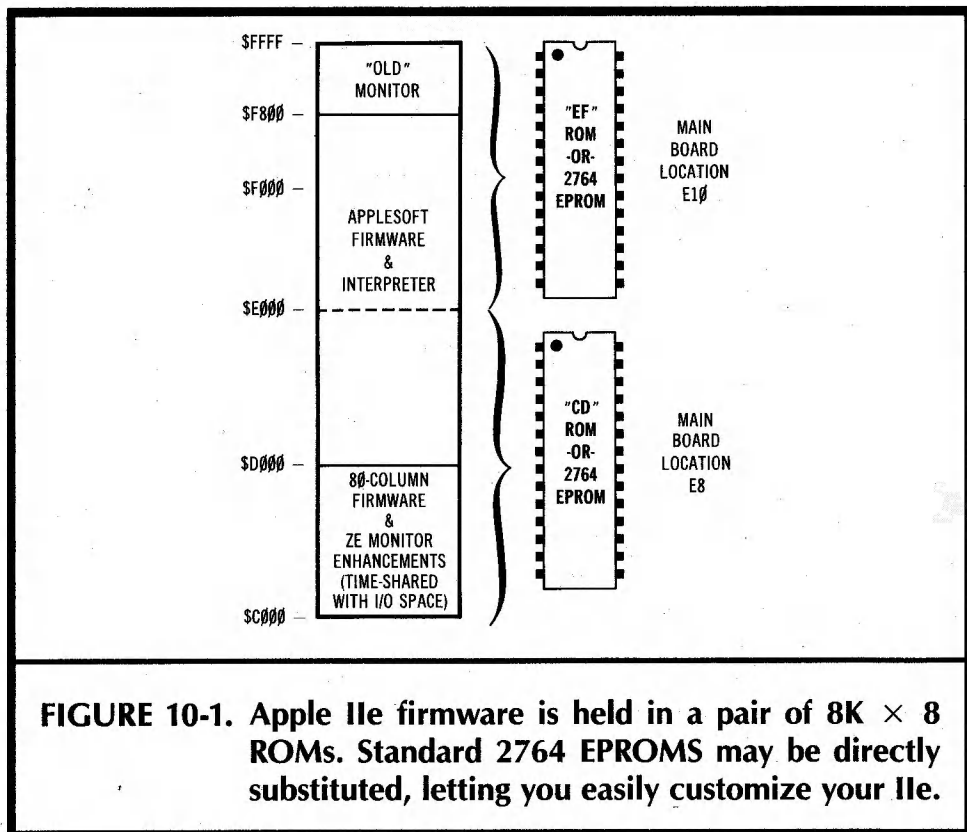 $FFFF
"OLD"
MONITOR
$F8ØØ
$FØØØ
APPLESOFT
FIRMWARE
&
INTERPRETER
$EØØØ
$DØØØ
8Ø-COLUMN
FIRMWARE
&
ZE MONITOR
ENHANCEMENTS
(TIME-SHARED
WITH I/O SPACE)
$CØØØ
"EF"
ROM
-OR-
2764
EPROM
MAIN
BOARD
LOCATION
E1Ø
"CD"
ROM
-OR-
2764
EPROM
MAIN
BOARD
LOCATION
E8
FIGURE 10-1. Apple IIe firmware is held in a pair of 8K × 8
ROMs. Standard 2764 EPROMS may be directly
substituted, letting you easily customize your IIe.